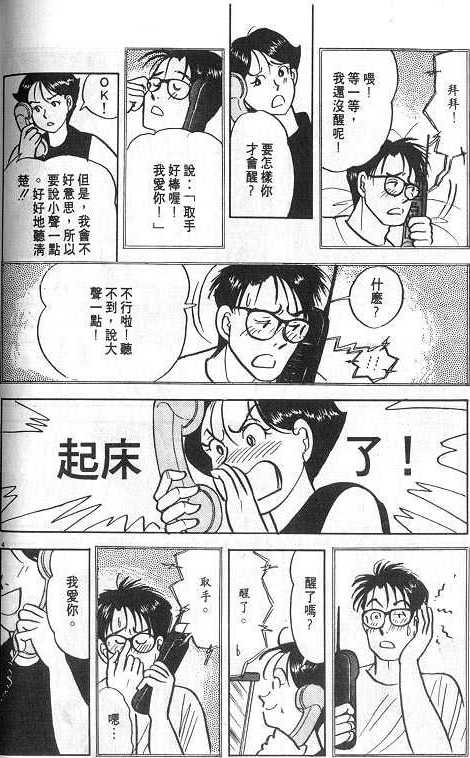 拜拜！
喂！
等一等，
我還沒醒呢！
要怎樣你
才會醒？
說：「取手
好棒喔！
我愛你！」
OK！
但是，我會不
好意思，所以
要說小聲一點
。好好地聽清
楚！！
什麼？
…！
不行啦！聽
不到，說大
聲一點！
起床了！
醒了嗎？
醒了。
取手。
嗯…
我愛你。
4